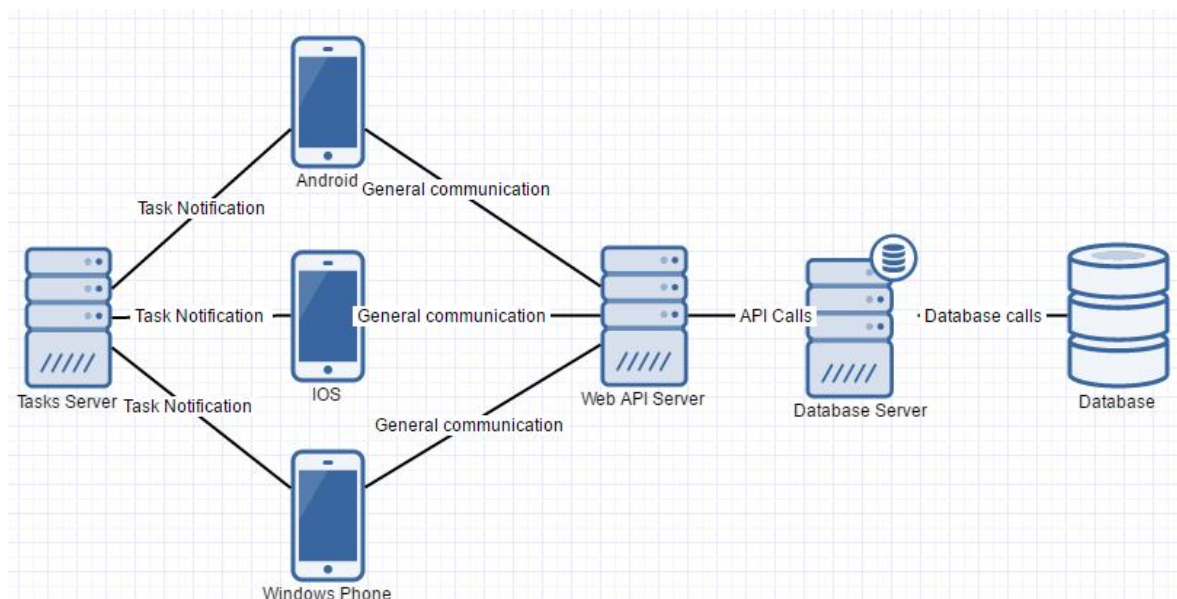 Android
General communication
Task Notification
Task Notification
General communication
API Calls
Database calls
Tasks Server
IOS
Web API Server
Database Server
Database
Task Notification
General communication
Windows Phone